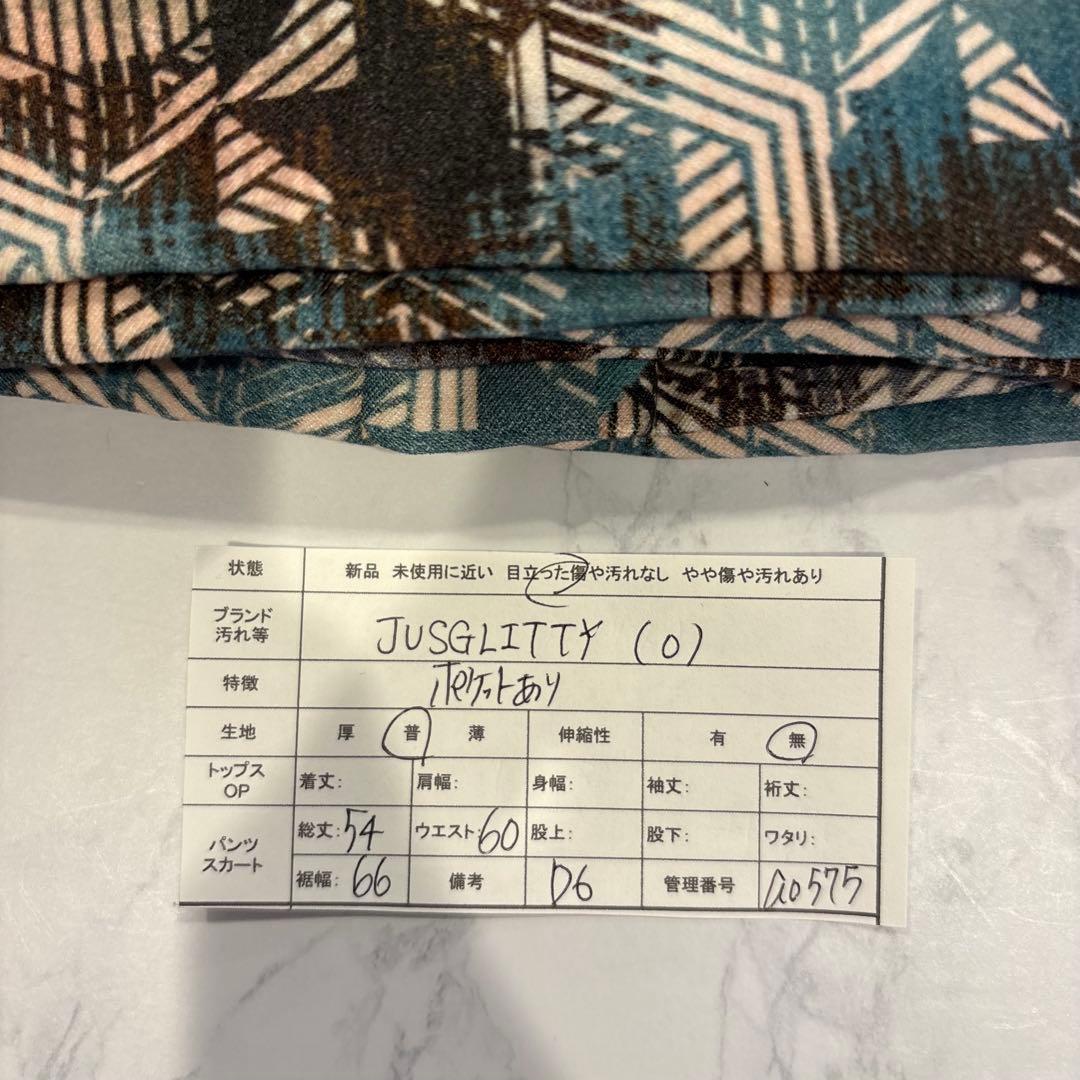 状態 新品 未使用に近い 目立った傷や汚れなし やや傷や汚れあり
ブランド
汚れ等
JUSGLITTY (0)
特徴 ポケットあり
生地 厚 普 薄 伸縮性 有 無
トップス
OP
着丈: 肩幅: 身幅: 袖丈: 裄丈:
パンツ
スカート
総丈:54 ウエスト:60 股上: 股下: ワタリ:
裾幅: 66 備考 D6 管理番号 a0575